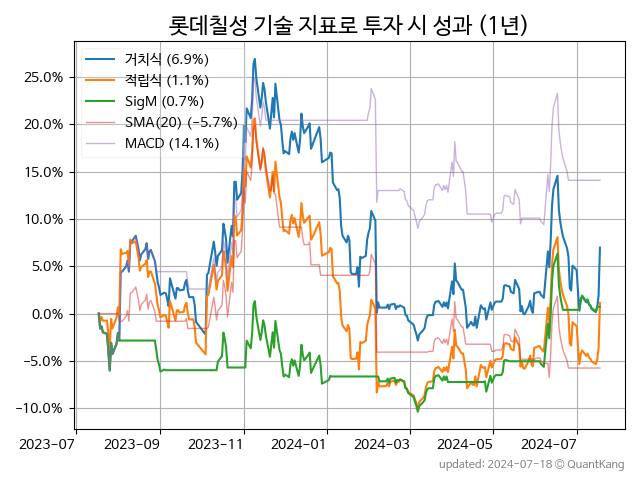 롯데칠성 기술 지표로 투자 시 성과 (1년)
거치식 (6.9%)
적립식 (1.1%)
SigM (0.7%)
SMA(20) (−5.7%)
MACD (14.1%)
25.0%
20.0%
15.0%
10.0%
5.0%
0.0%
−5.0%
−10.0%
2023-07 2023-09 2023-11 2024-01 2024-03 2024-05 2024-07
updated: 2024-07-18 © QuantKang